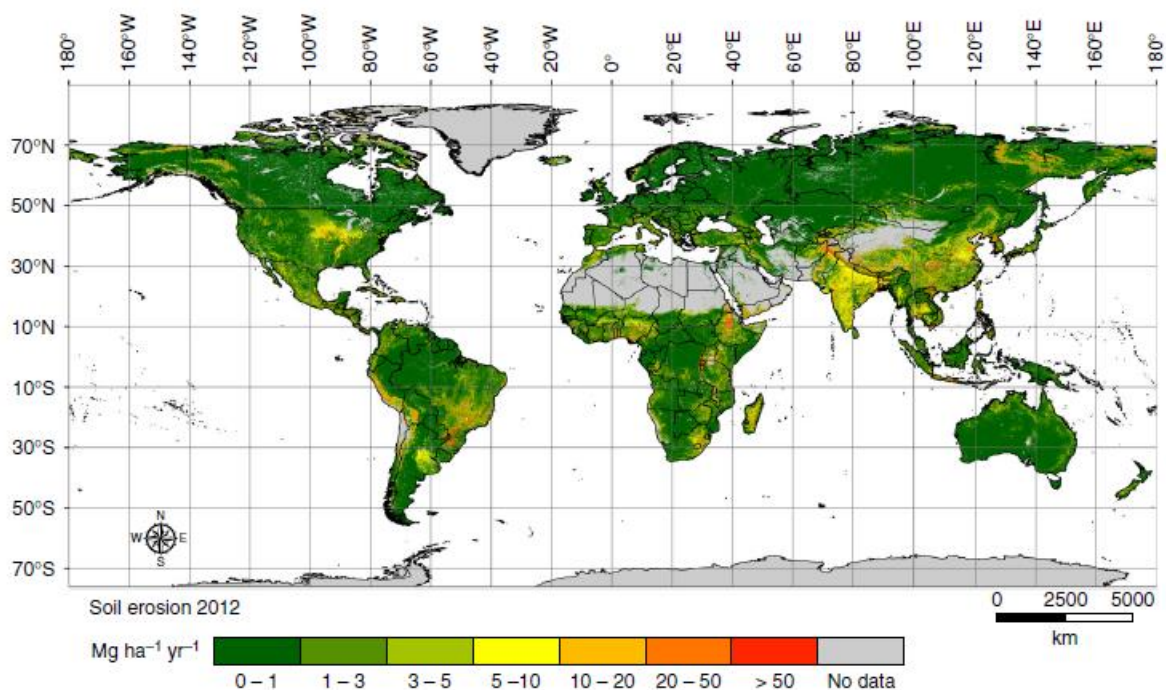 180° 160°W 140°W 120°W 100°W 80°W 60°W 40°W 20°W 0° 20°E 40°E 60°E 80°E 100°E 120°E 140°E 160°E 180°
70°N
50°N
30°N
10°N
10°S
30°S
50°S
70°S
N
W E
S
Soil erosion 2012
0 2500 5000
km
Mg ha⁻¹ yr⁻¹
0 – 1 1 – 3 3 – 5 5 –10 10 – 20 20 – 50 > 50 No data